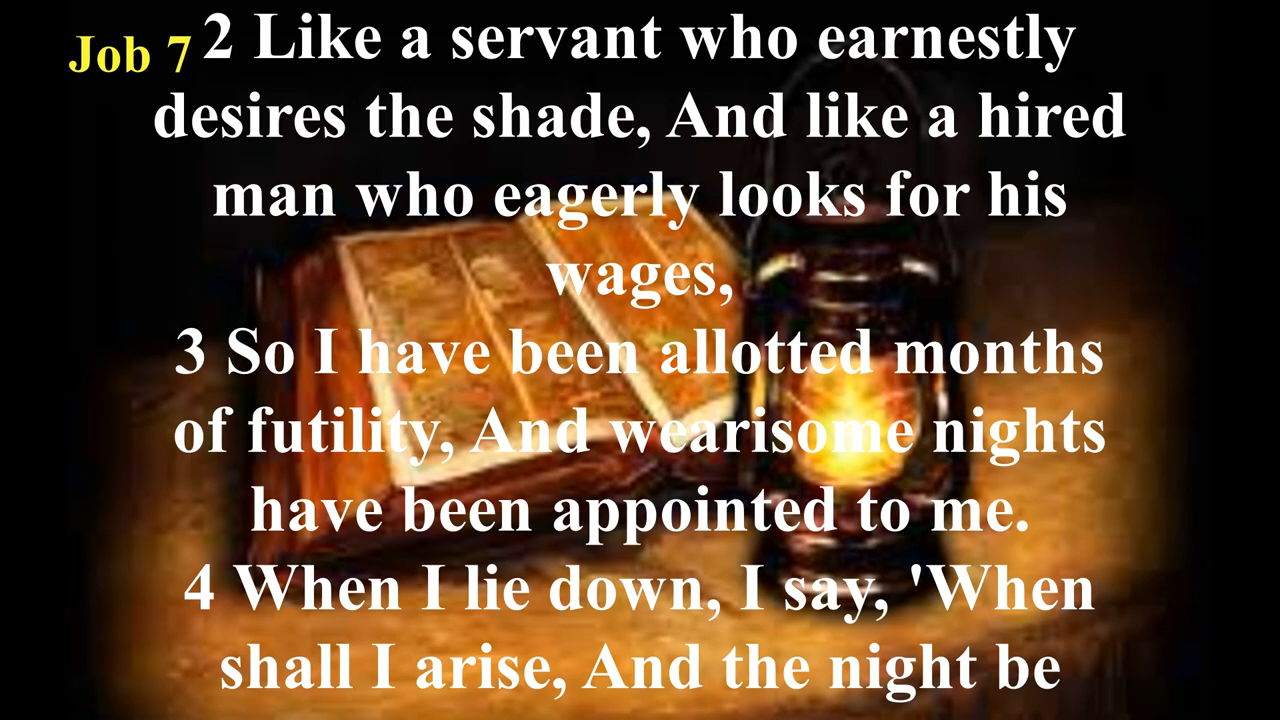 Job 7
2 Like a servant who earnestly
desires the shade, And like a hired
man who eagerly looks for his
wages,
3 So I have been allotted months
of futility, And wearisome nights
have been appointed to me.
4 When I lie down, I say, 'When
shall I arise, And the night be